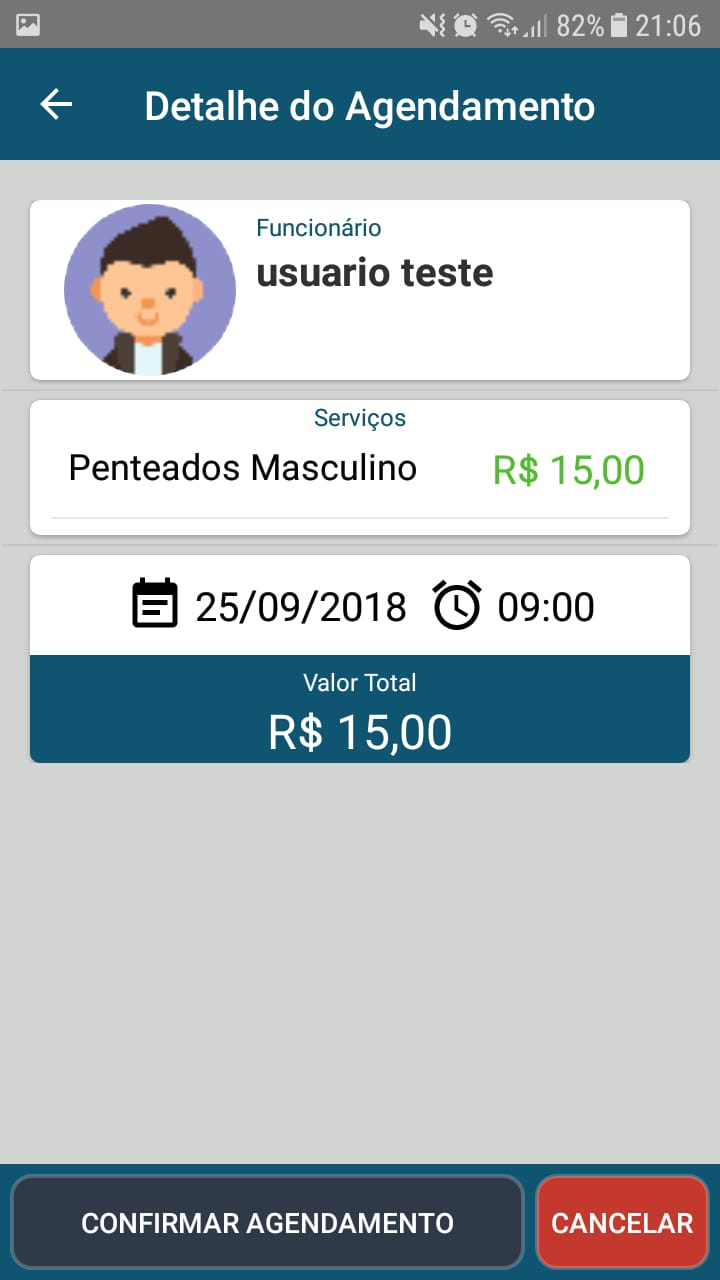 82% 21:06
Detalhe do Agendamento
Funcionário
usuario teste
Serviços
Penteados Masculino R$ 15,00
25/09/2018 09:00
Valor Total
R$ 15,00
CONFIRMAR AGENDAMENTO CANCELAR